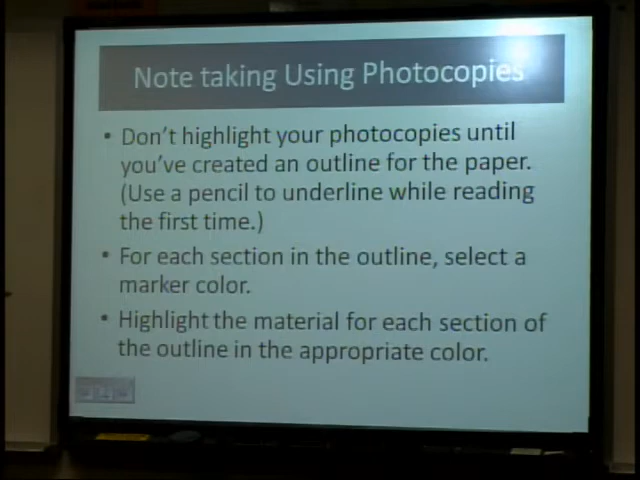 Note taking Using Photocopies
• Don't highlight your photocopies until
you've created an outline for the paper.
(Use a pencil to underline while reading
the first time.)
• For each section in the outline, select a
marker color.
• Highlight the material for each section of
the outline in the appropriate color.